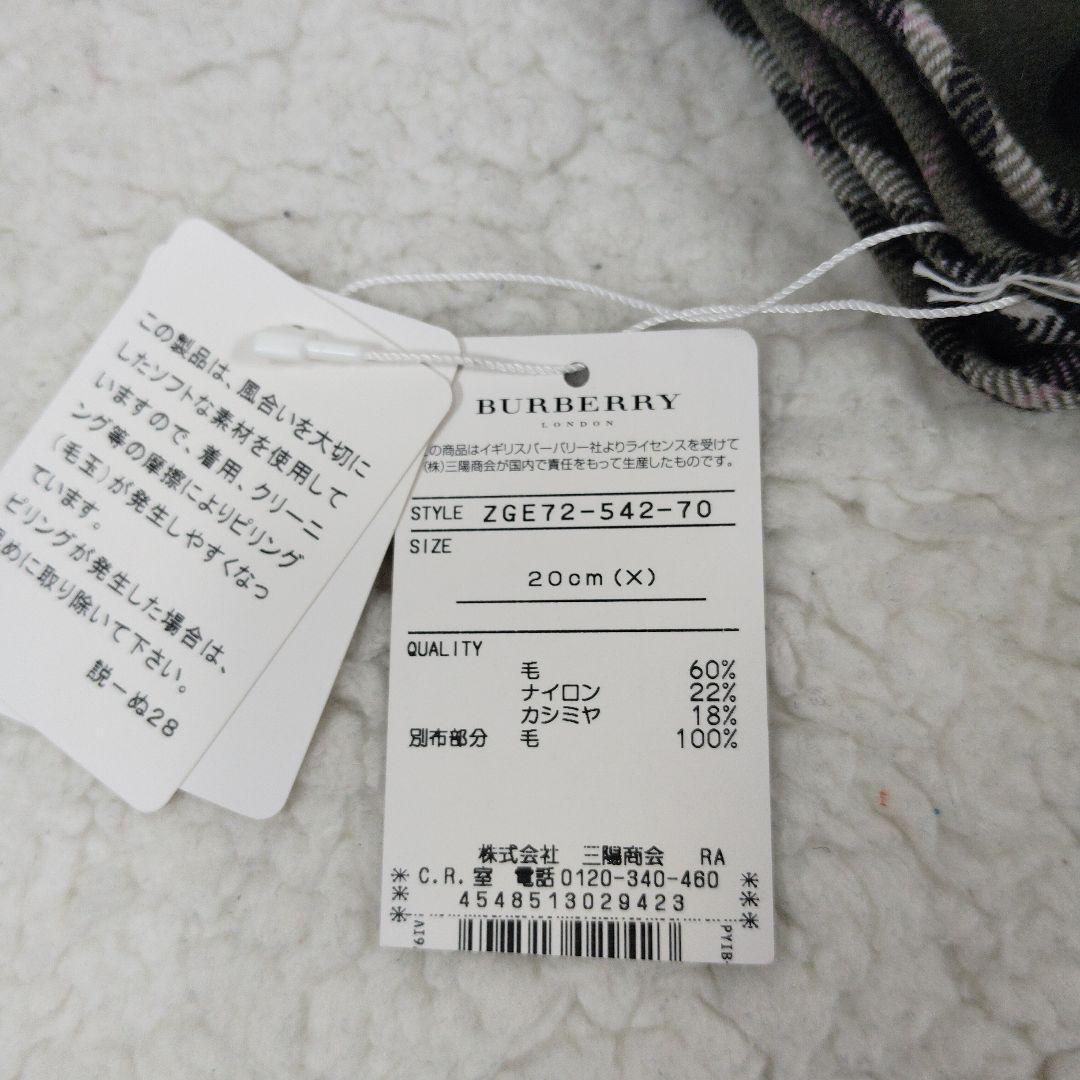 この製品は、風合いを大切に
したソフトな素材を使用して
いますので、着用、クリーニ
ング等の摩擦によりピリング
(毛玉)が発生しやすくなっ
ています。
ピリングが発生した場合は、
めに取り除いて下さい。
説ーぬ28
BURBERRY
LONDON
の商品はイギリスバーバリー社よりライセンスを受けて
(株)三陽商会が国内で責任をもって生産したものです。
STYLE ZGE72-542-70
SIZE
20cm(X)
QUALITY
毛 60%
ナイロン 22%
カシミヤ 18%
別布部分 毛 100%
株式会社 三陽商会 RA
C.R.室 電話0120-340-460
4548513029423
AI9
PYIB-